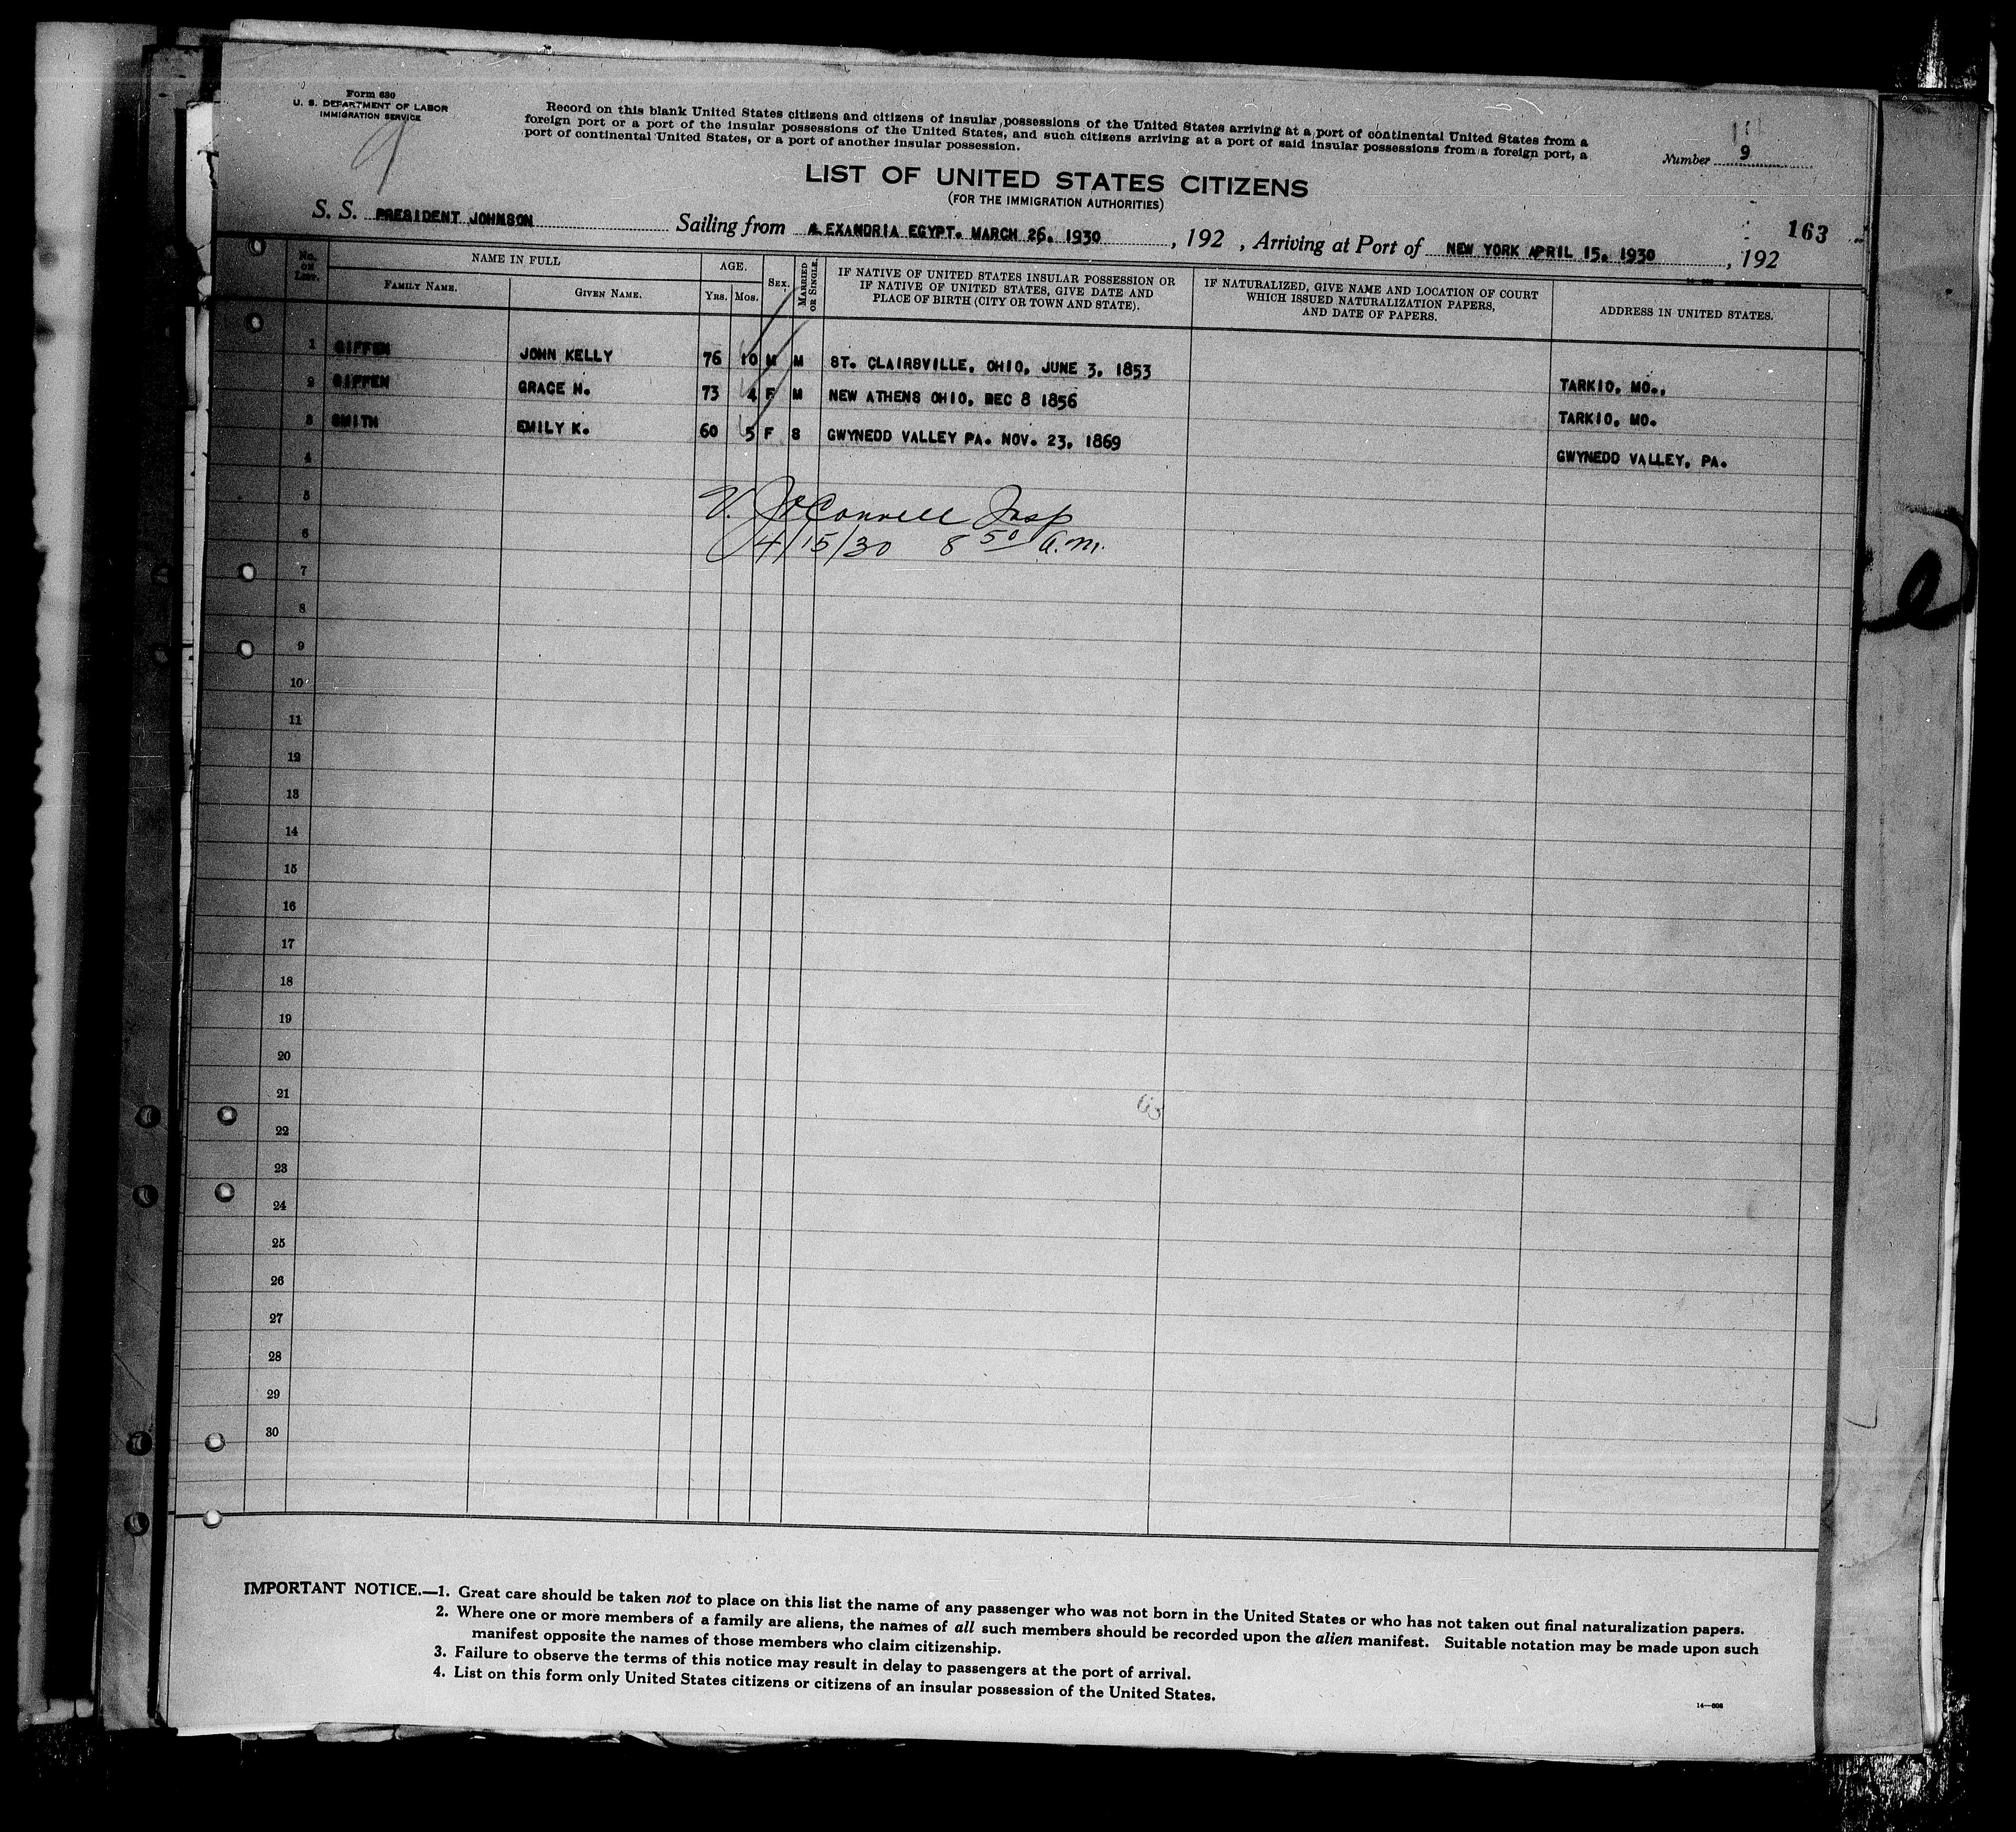 Form 630
U. S. DEPARTMENT OF LABOR
IMMIGRATION SERVICE
9
Record on this blank United States citizens and citizens of insular possessions of the United States arriving at a port of continental United States from a
foreign port or a port of the insular possessions of the United States, and such citizens arriving at a port of said insular possessions from a foreign port, a
port of continental United States, or a port of another insular possession.
Number 9
LIST OF UNITED STATES CITIZENS
(FOR THE IMMIGRATION AUTHORITIES)
163
S. S. PRESIDENT JOHNSON Sailing from ALEXANDRIA EGYPT. MARCH 26. 1930, 192 , Arriving at Port of NEW YORK APRIL 15. 1930, 192
No. on List. NAME IN FULL AGE. SEX. MARRIED OR SINGLE. IF NATIVE OF UNITED STATES INSULAR POSSESSION OR IF NATIVE OF UNITED STATES, GIVE DATE AND PLACE OF BIRTH (CITY OR TOWN AND STATE). IF NATURALIZED, GIVE NAME AND LOCATION OF COURT WHICH ISSUED NATURALIZATION PAPERS, AND DATE OF PAPERS. ADDRESS IN UNITED STATES.
FAMILY NAME. GIVEN NAME. YRS. MOS.
1 GIFFEN JOHN KELLY 76 10 M M ST. CLAIRSVILLE, OHIO, JUNE 3, 1853 TARKIO, MO.,
2 GIFFEN GRACE H. 73 4 F M NEW ATHENS OHIO, DEC 8 1856 TARKIO, MO.
3 SMITH EMILY K. 60 5 F S GWYNEDD VALLEY PA. NOV. 23, 1869 GWYNEDD VALLEY, PA.
4
5 V. McConnell Insp
6 4/15/30 8 50 a.m.
7
8
9
10
11
12
13
14
15
16
17
18
19
20
21
22
23
24
25
26
27
28
29
30
IMPORTANT NOTICE.—1. Great care should be taken not to place on this list the name of any passenger who was not born in the United States or who has not taken out final naturalization papers.
2. Where one or more members of a family are aliens, the names of all such members should be recorded upon the alien manifest. Suitable notation may be made upon such
manifest opposite the names of those members who claim citizenship.
3. Failure to observe the terms of this notice may result in delay to passengers at the port of arrival.
4. List on this form only United States citizens or citizens of an insular possession of the United States.